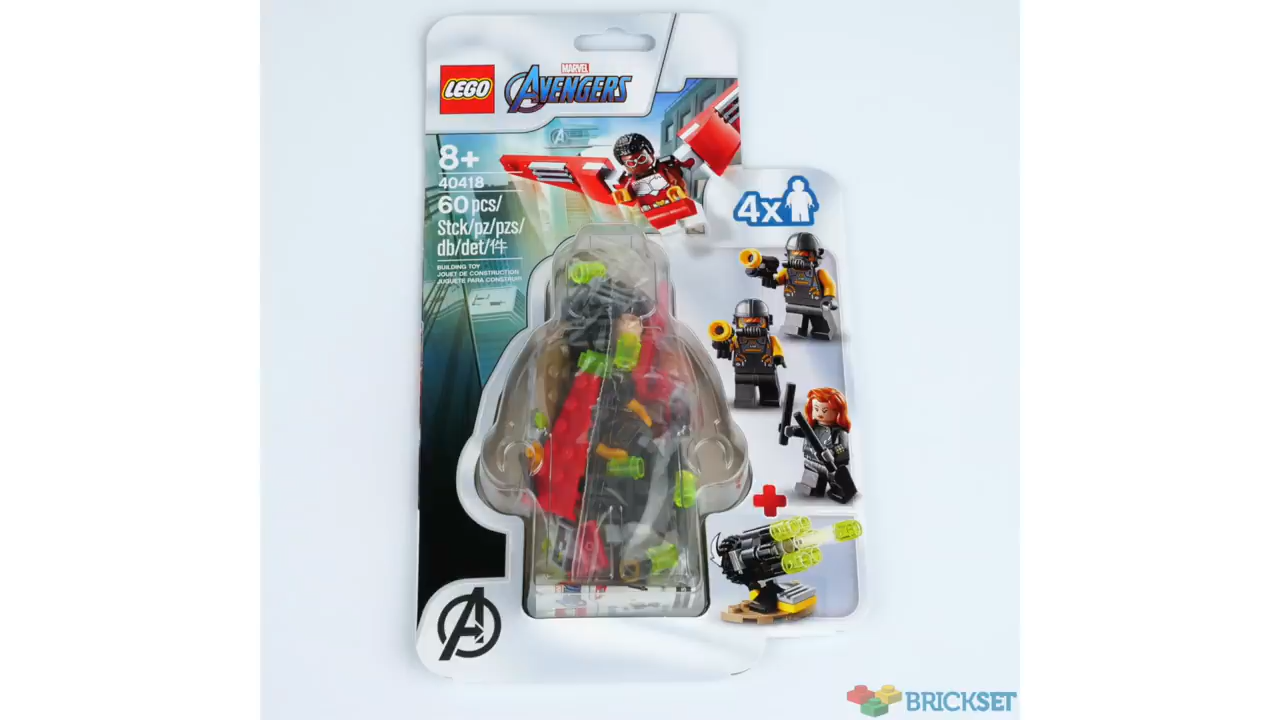 LEGO
MARVEL
AVENGERS
8+
40418
60 pcs/
Stck/pz/pzs/
db/det/件
BUILDING TOY
JOUET DE CONSTRUCTION
JUGUETE PARA CONSTRUIR
4x
BRICKSET